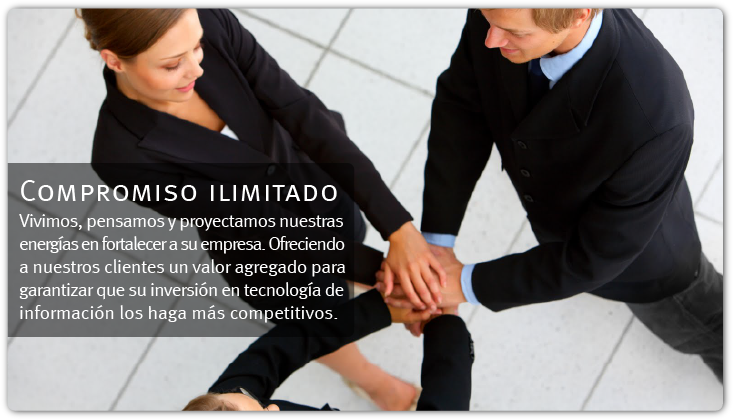 Compromiso ilimitado
Vivimos, pensamos y proyectamos nuestras
energías en fortalecer a su empresa. Ofreciendo
a nuestros clientes un valor agregado para
garantizar que su inversión en tecnología de
información los haga más competitivos.